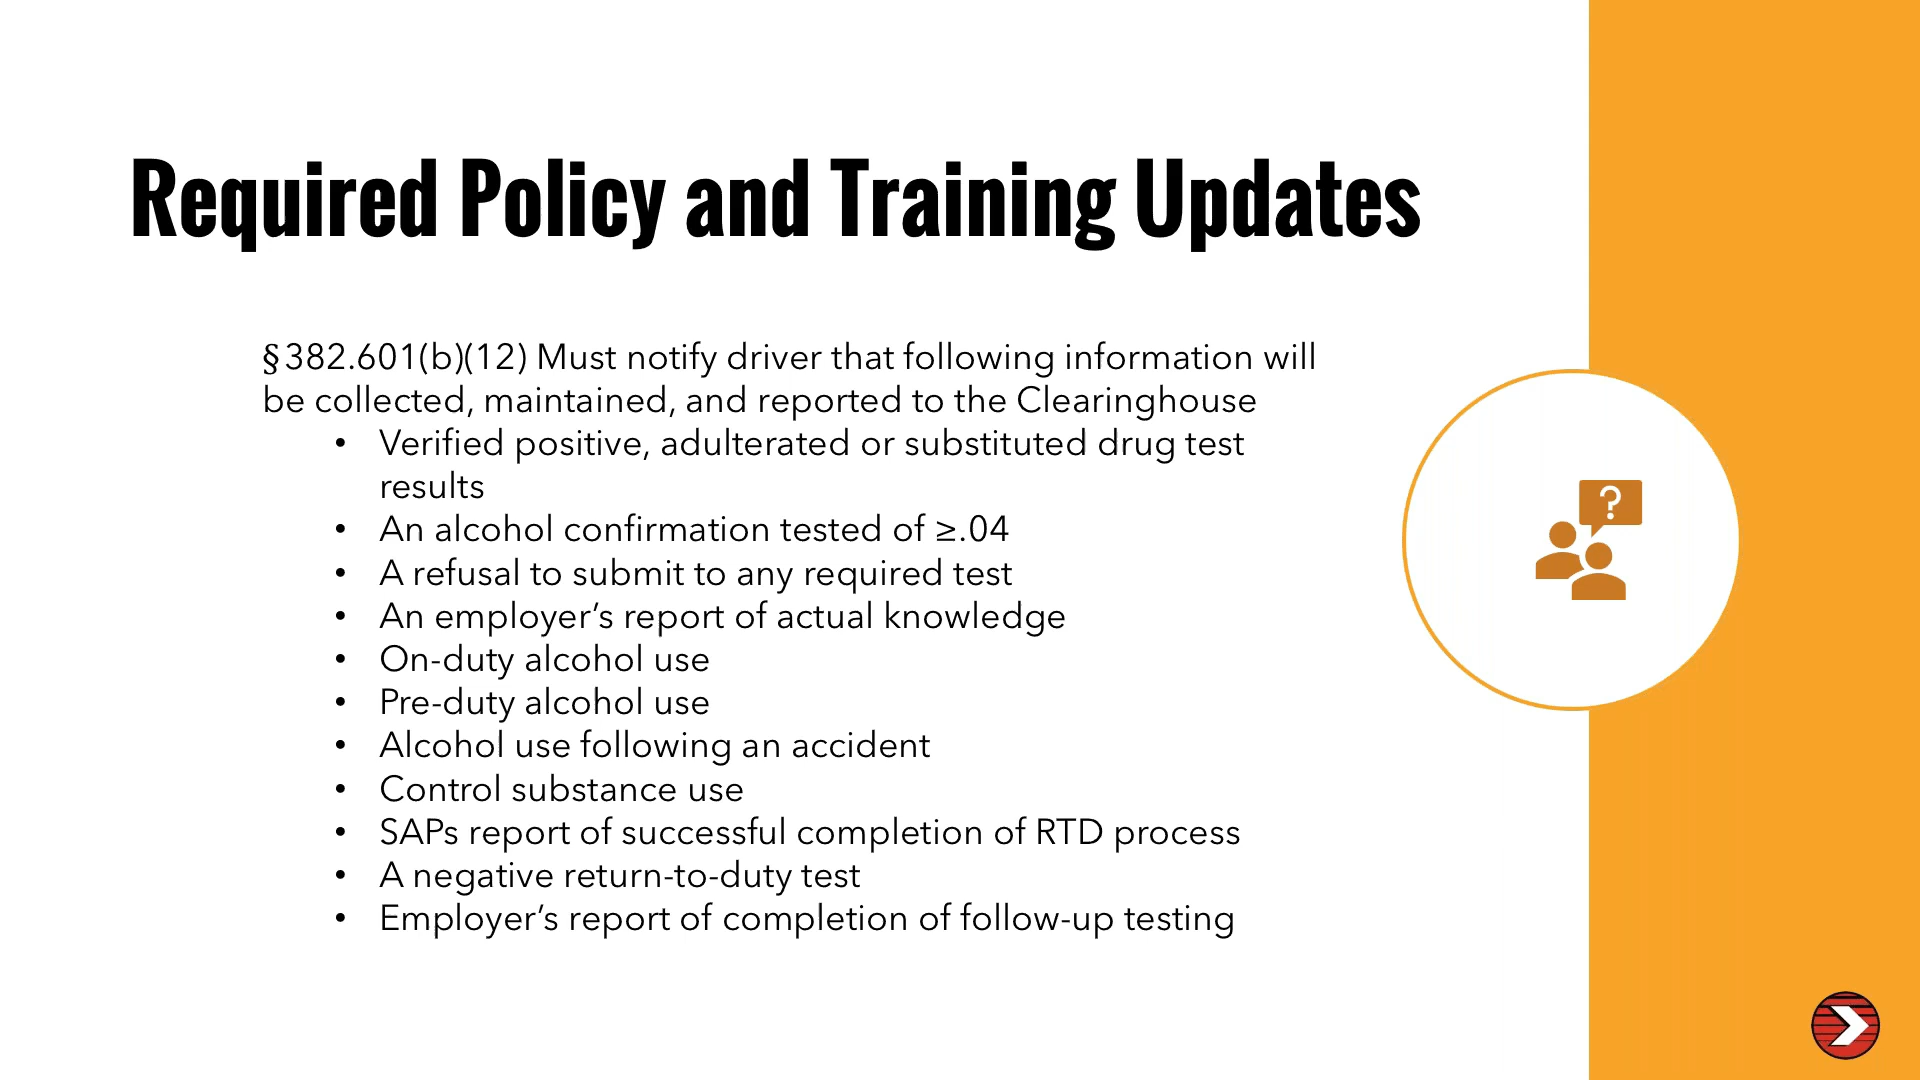 Required Policy and Training Updates
§382.601(b)(12) Must notify driver that following information will
be collected, maintained, and reported to the Clearinghouse
• Verified positive, adulterated or substituted drug test
results
• An alcohol confirmation tested of ≥.04
• A refusal to submit to any required test
• An employer’s report of actual knowledge
• On-duty alcohol use
• Pre-duty alcohol use
• Alcohol use following an accident
• Control substance use
• SAPs report of successful completion of RTD process
• A negative return-to-duty test
• Employer’s report of completion of follow-up testing
?